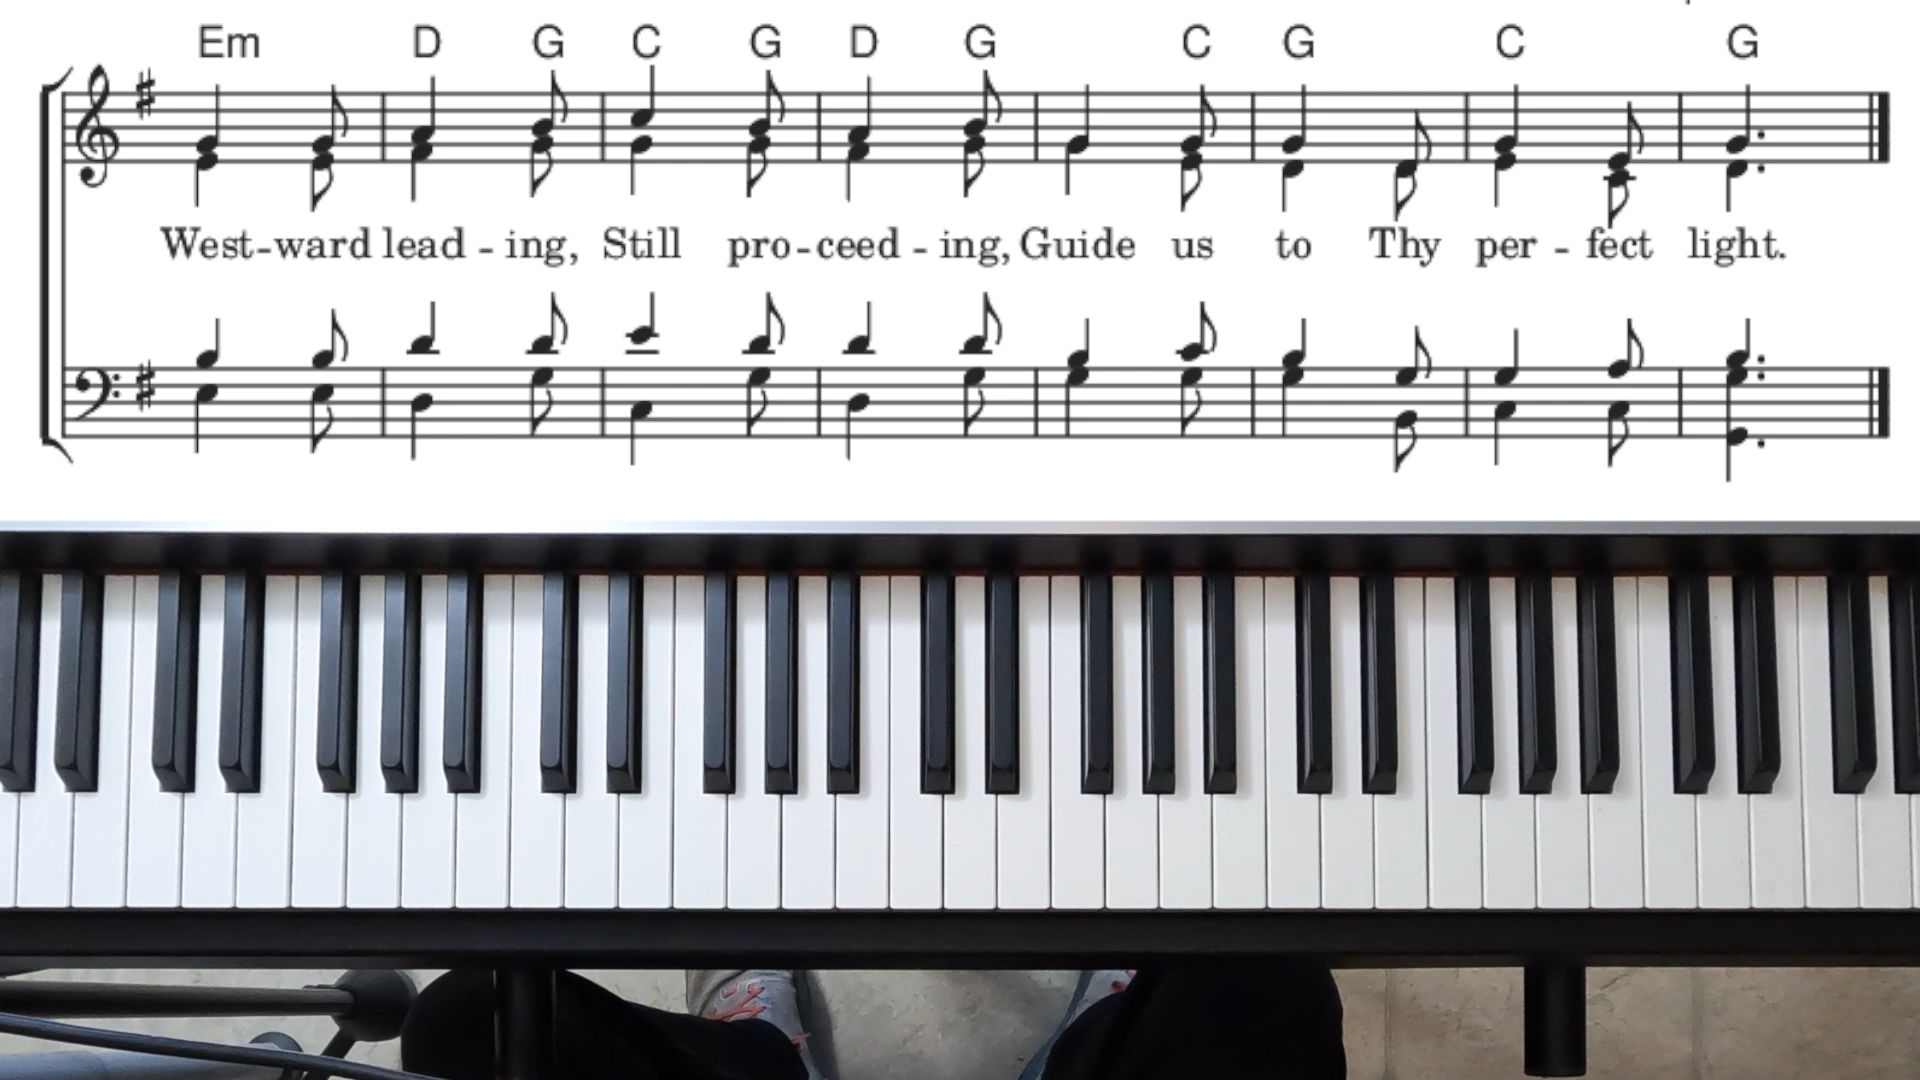 Em D G C G D G C G C G
West-ward lead - ing, Still pro-ceed - ing, Guide us to Thy per - fect light.